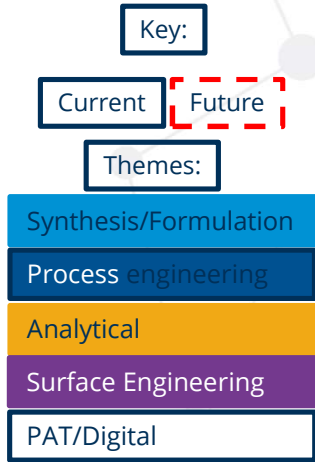 Key:
Current Future
Themes:
Synthesis/Formulation
Process engineering
Analytical
Surface Engineering
PAT/Digital